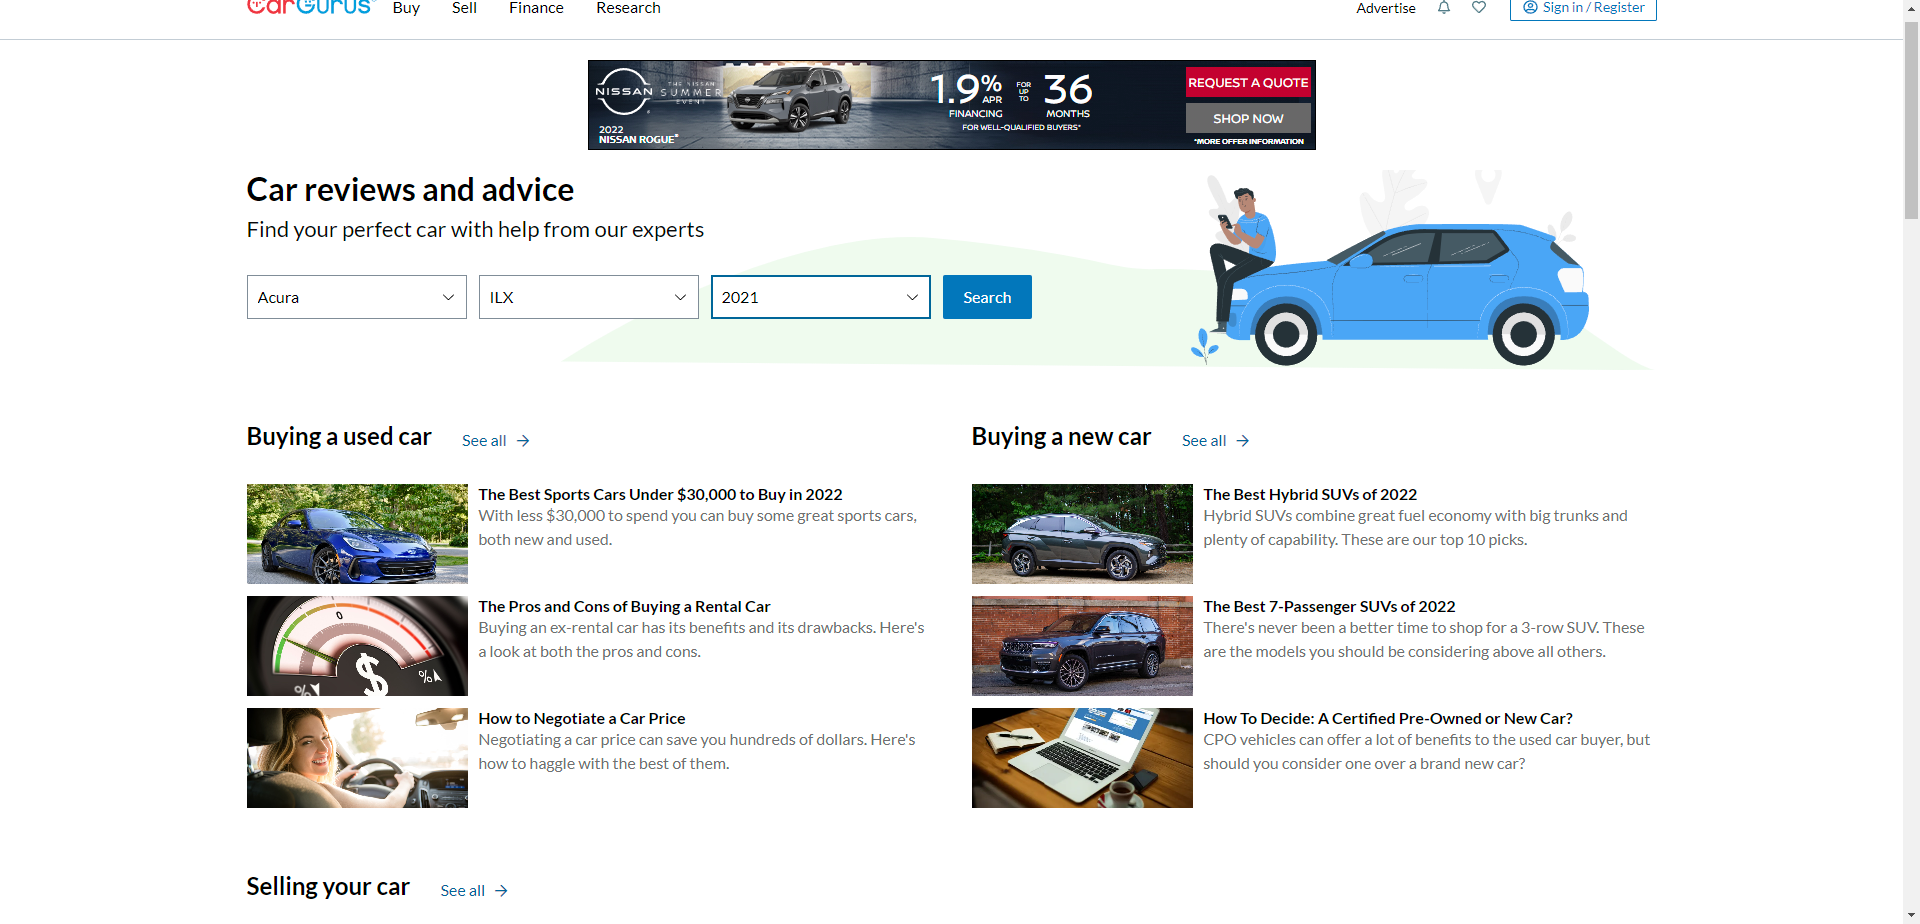 CarGurus
Buy
Sell
Finance
Research
Advertise
Sign in / Register
NISSAN
THE NISSAN
SUMMER
EVENT
2022
NISSAN ROGUE®
1.9% APR
FINANCING
FOR
UP
TO
36
MONTHS
FOR WELL-QUALIFIED BUYERS*
REQUEST A QUOTE
SHOP NOW
*MORE OFFER INFORMATION
Car reviews and advice
Find your perfect car with help from our experts
Acura
ILX
2021
Search
Buying a used car
See all
The Best Sports Cars Under $30,000 to Buy in 2022
With less $30,000 to spend you can buy some great sports cars,
both new and used.
0
$
%
%
The Pros and Cons of Buying a Rental Car
Buying an ex-rental car has its benefits and its drawbacks. Here's
a look at both the pros and cons.
How to Negotiate a Car Price
Negotiating a car price can save you hundreds of dollars. Here's
how to haggle with the best of them.
Buying a new car
See all
The Best Hybrid SUVs of 2022
Hybrid SUVs combine great fuel economy with big trunks and
plenty of capability. These are our top 10 picks.
The Best 7-Passenger SUVs of 2022
There's never been a better time to shop for a 3-row SUV. These
are the models you should be considering above all others.
How To Decide: A Certified Pre-Owned or New Car?
CPO vehicles can offer a lot of benefits to the used car buyer, but
should you consider one over a brand new car?
Selling your car
See all